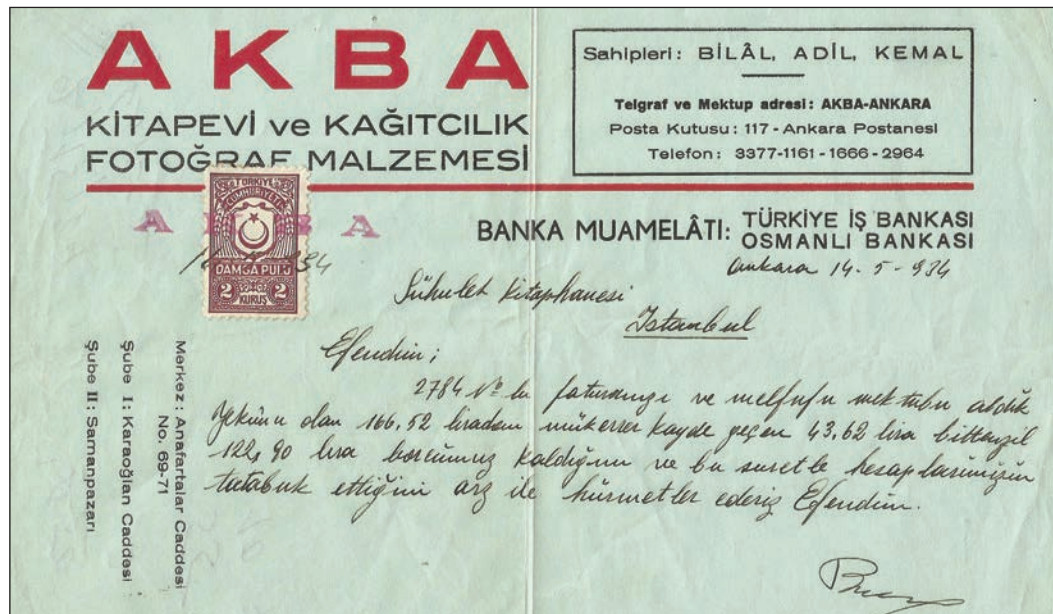 AKBA
KİTAPEVİ ve KAĞITCILIK
FOTOĞRAF MALZEMESİ
Sahipleri: BİLÂL, ADİL, KEMAL
Telgraf ve Mektup adresi: AKBA-ANKARA
Posta Kutusu: 117 - Ankara Postanesi
Telefon: 3377-1161-1666-2964
BANKA MUAMELÂTI: TÜRKİYE İŞ BANKASI
OSMANLI BANKASI
A A
TÜRKİYE
CUMHURİYETİ
DAMGA PULU
2 KURUŞ 2
934
Ankara 14-5-934
Sühulet Kitaphanesi
Istanbul
Efendim;
2784 No lu faturanızı ve melfufu mektubu aldık
Yekûnu olan 166.52 liradan mükerrer kayde geçen 43,62 lira bittenzil
122,90 lira borcumuz kaldığını ve bu suretle hesaplarımızın
tatabuk ettiğini arz ile hürmetler ederiz Efendim.
Merkez: Anafartalar Caddesi
No. 69-71
Şube I: Karaoğlan Caddesi
Şube II: Samanpazarı